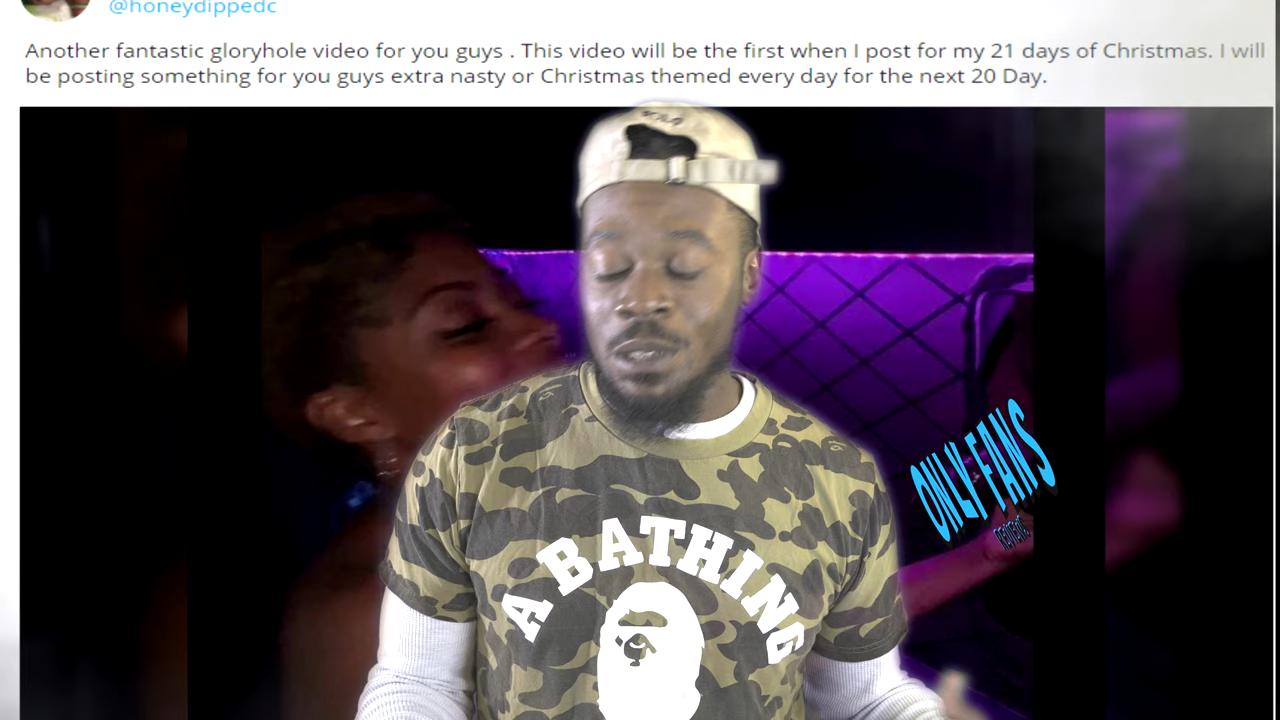 @honeydippedc
Another fantastic gloryhole video for you guys . This video will be the first when I post for my 21 days of Christmas. I will
be posting something for you guys extra nasty or Christmas themed every day for the next 20 Day.
ONLYFANS
A BATHING